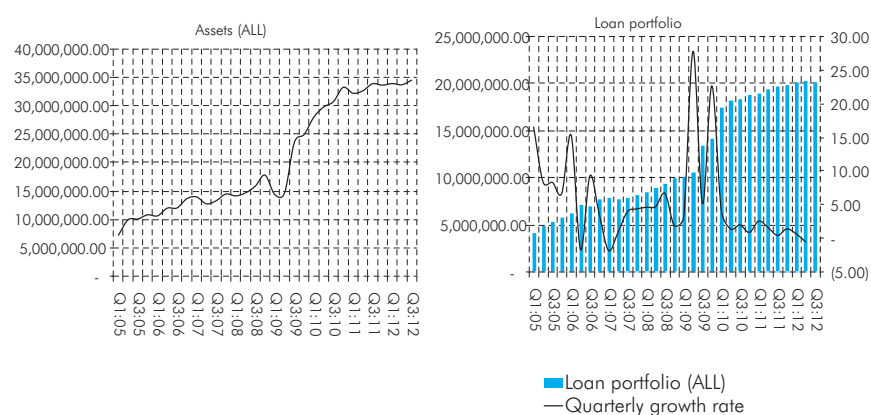 Assets (ALL)
40,000,000.00
35,000,000.00
30,000,000.00
25,000,000.00
20,000,000.00
15,000,000.00
10,000,000.00
5,000,000.00
-
Q1:05
Q3:05
Q1:06
Q3:06
Q1:07
Q3:07
Q1:08
Q3:08
Q1:09
Q3:09
Q1:10
Q3:10
Q1:11
Q3:11
Q1:12
Q3:12
Loan portfolio
25,000,000.00
20,000,000.00
15,000,000.00
10,000,000.00
5,000,000.00
-
30.00
25.00
20.00
15.00
10.00
5.00
-
(5.00)
Q1:05
Q3:05
Q1:06
Q3:06
Q1:07
Q3:07
Q1:08
Q3:08
Q1:09
Q3:09
Q1:10
Q3:10
Q1:11
Q3:11
Q1:12
Q3:12
Loan portfolio (ALL)
Quarterly growth rate